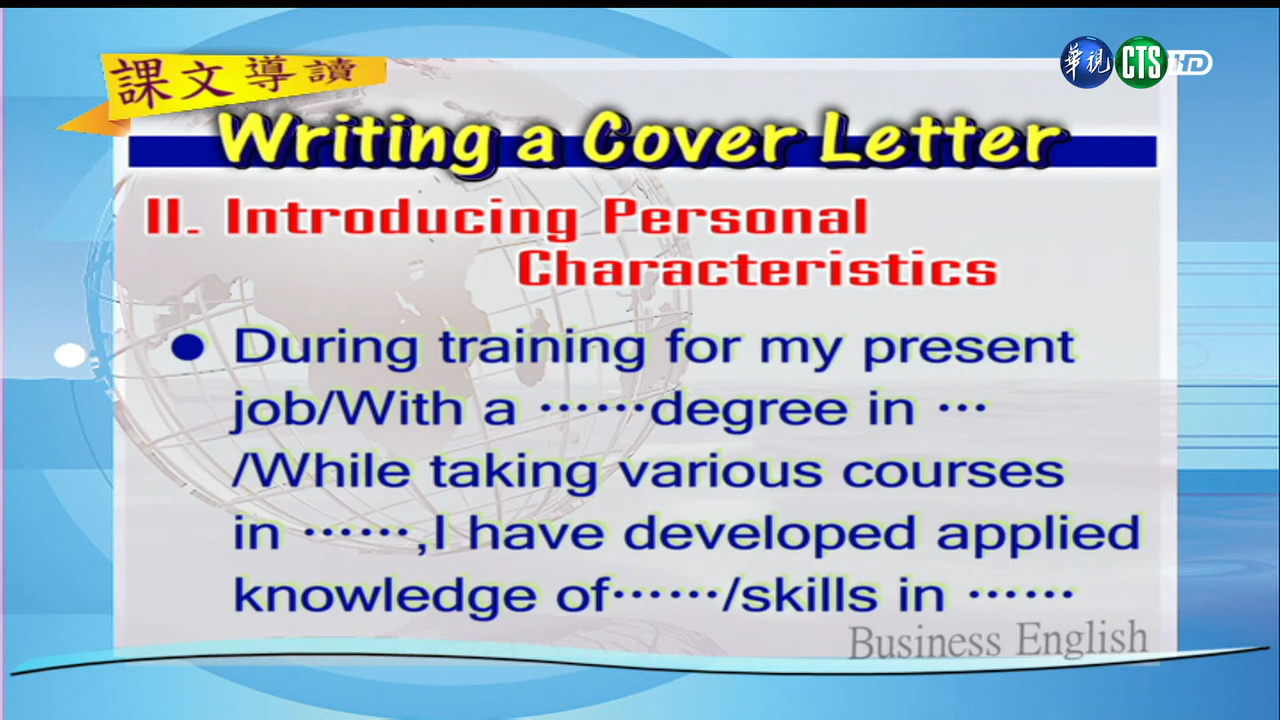 華視 CTS HD
課文導讀
Writing a Cover Letter
II. Introducing Personal
Characteristics
● During training for my present
job/With a ……degree in …
/While taking various courses
in ……,I have developed applied
knowledge of……/skills in ……
Business English